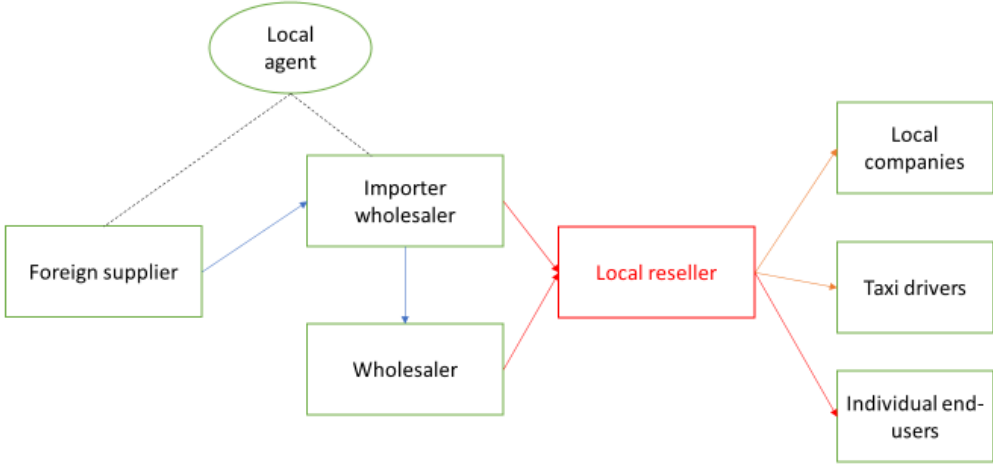 Local
agent
Importer
wholesaler
Foreign supplier
Wholesaler
Local reseller
Local
companies
Taxi drivers
Individual end-
users